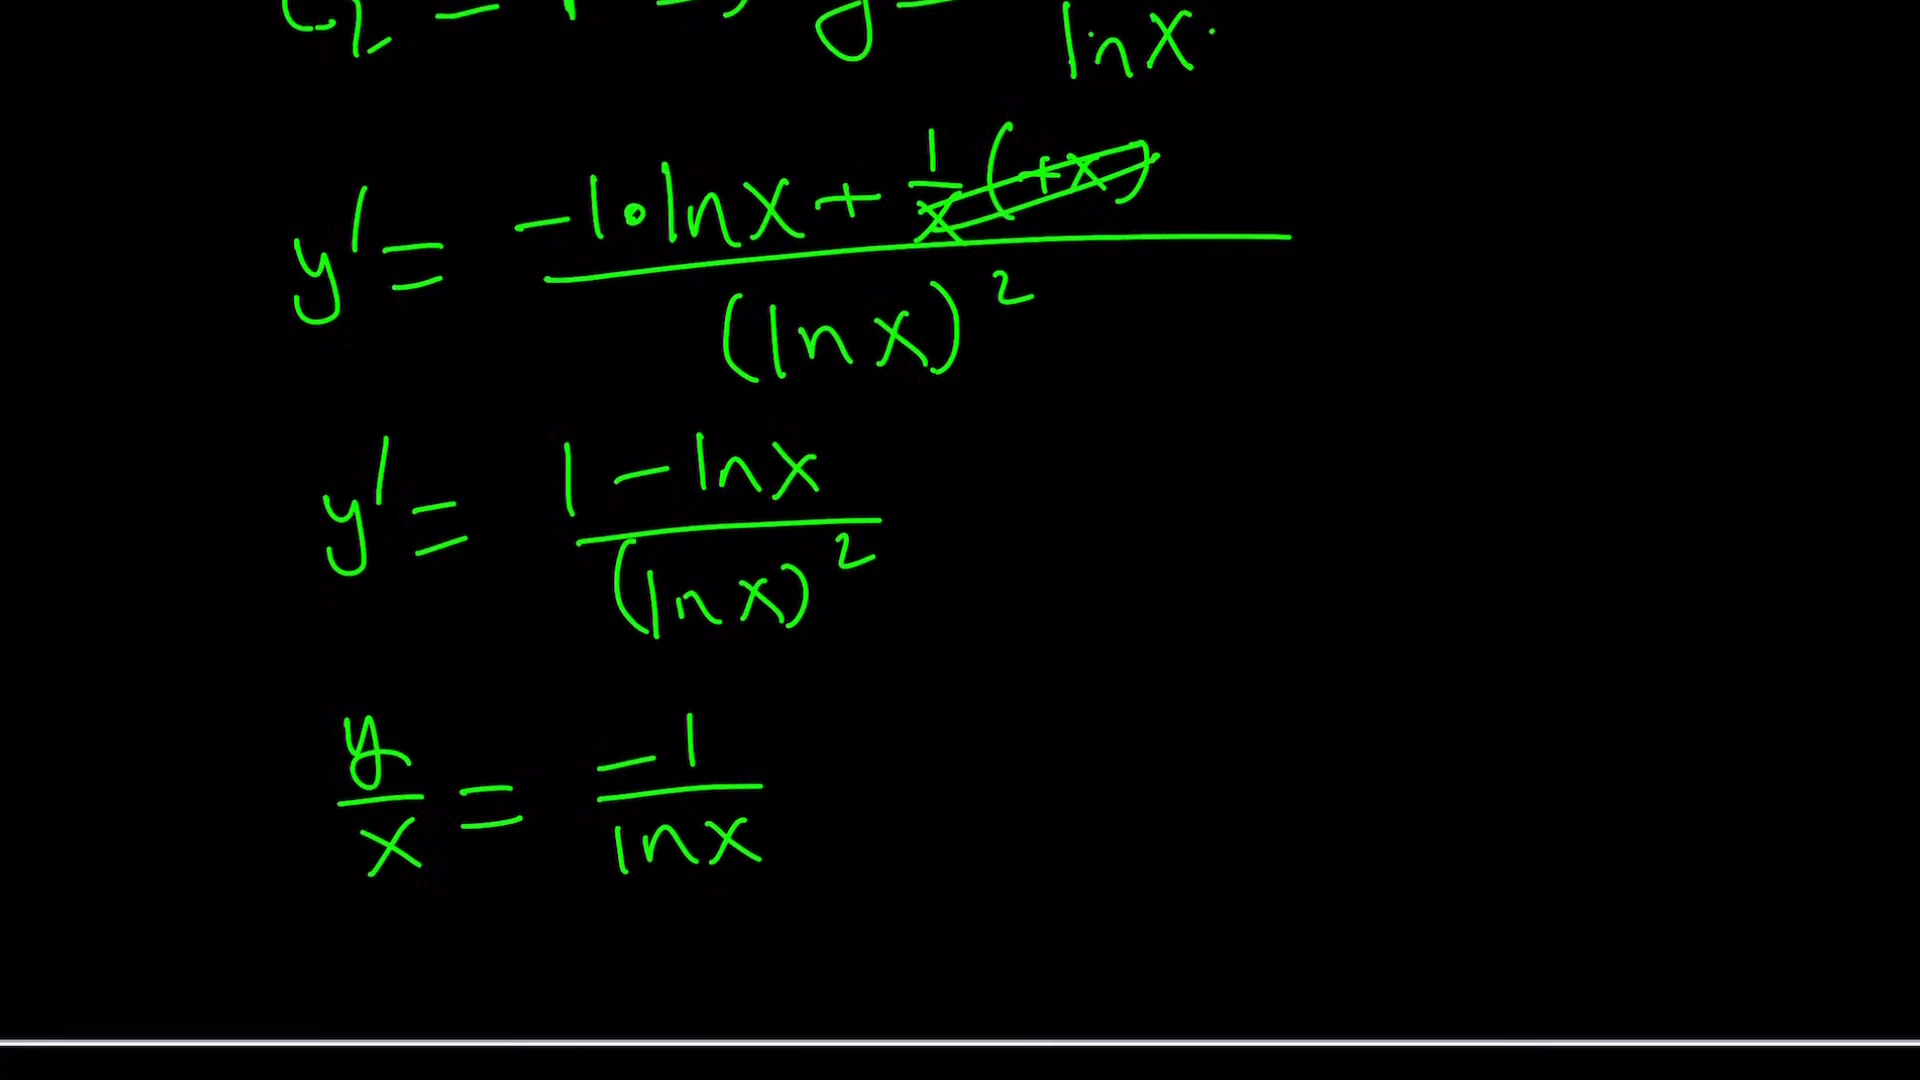 ln x
y' = (-1 • ln x + 1/x (+x)) / (ln x)²
y' = (1 - ln x) / (ln x)²
y/x = -1 / ln x